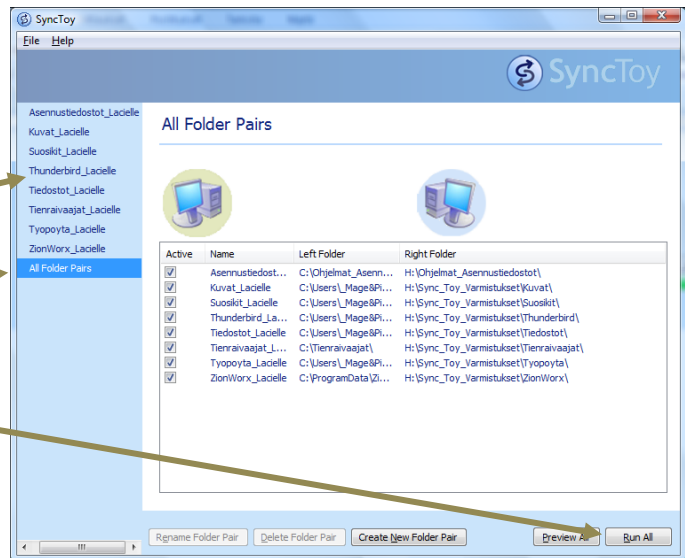 SyncToy
File Help
SyncToy
Asennustiedostot_Lacielle
Kuvat_Lacielle
Suosikit_Lacielle
Thunderbird_Lacielle
Tiedostot_Lacielle
Tienraivaajat_Lacielle
Tyopoyta_Lacielle
ZionWorx_Lacielle
All Folder Pairs
All Folder Pairs
Active Name Left Folder Right Folder
Asennustiedost... C:\Ohjelmat_Asenn... H:\Ohjelmat_Asennustiedostot\
Kuvat_Lacielle C:\Users\_Mage&Pi... H:\Sync_Toy_Varmistukset\Kuvat\
Suosikit_Lacielle C:\Users\_Mage&Pi... H:\Sync_Toy_Varmistukset\Suosikit\
Thunderbird_La... C:\Users\_Mage&Pi... H:\Sync_Toy_Varmistukset\Thunderbird\
Tiedostot_Lacielle C:\Users\_Mage&Pi... H:\Sync_Toy_Varmistukset\Tiedostot\
Tienraivaajat_L... C:\Tienraivaajat\ H:\Sync_Toy_Varmistukset\Tienraivaajat\
Tyopoyta_Lacielle C:\Users\_Mage&Pi... H:\Sync_Toy_Varmistukset\Tyopoyta\
ZionWorx_Lacielle C:\ProgramData\Zi... H:\Sync_Toy_Varmistukset\ZionWorx\
Rename Folder Pair Delete Folder Pair Create New Folder Pair Preview All Run All